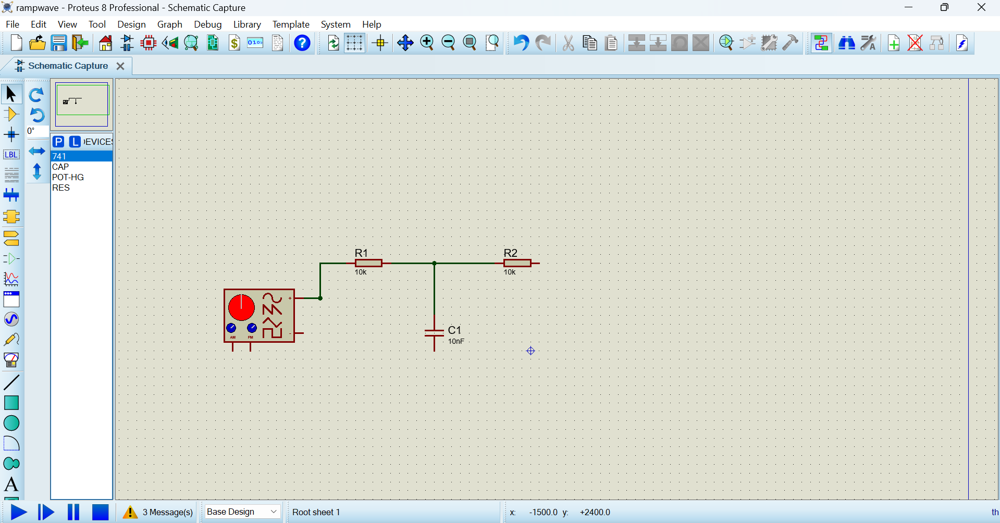 rampwave - Proteus 8 Professional - Schematic Capture
File Edit View Tool Design Graph Debug Library Template System Help
$ 0101 ?
Schematic Capture
0°
P L DEVICES
LBL
741
CAP
POT-HG
RES
R1
10k
R2
10k
+
-
AM FM
C1
10nF
A
3 Message(s) Base Design Root sheet 1 x: -1500.0 y: +2400.0 th